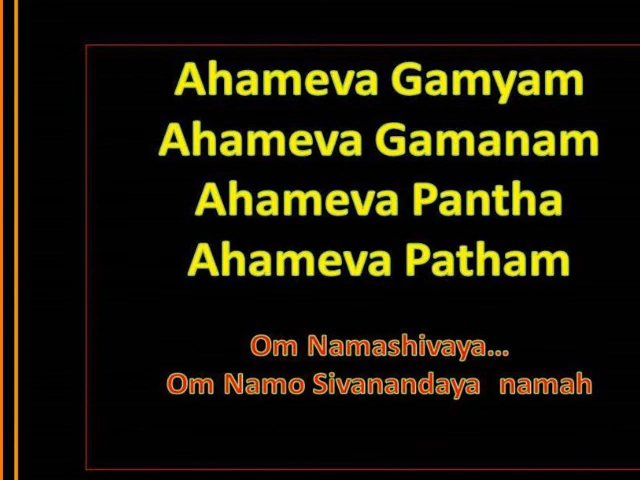 Ahameva Gamyam
Ahameva Gamanam
Ahameva Pantha
Ahameva Patham
Om Namashivaya...
Om Namo Sivanandaya namah